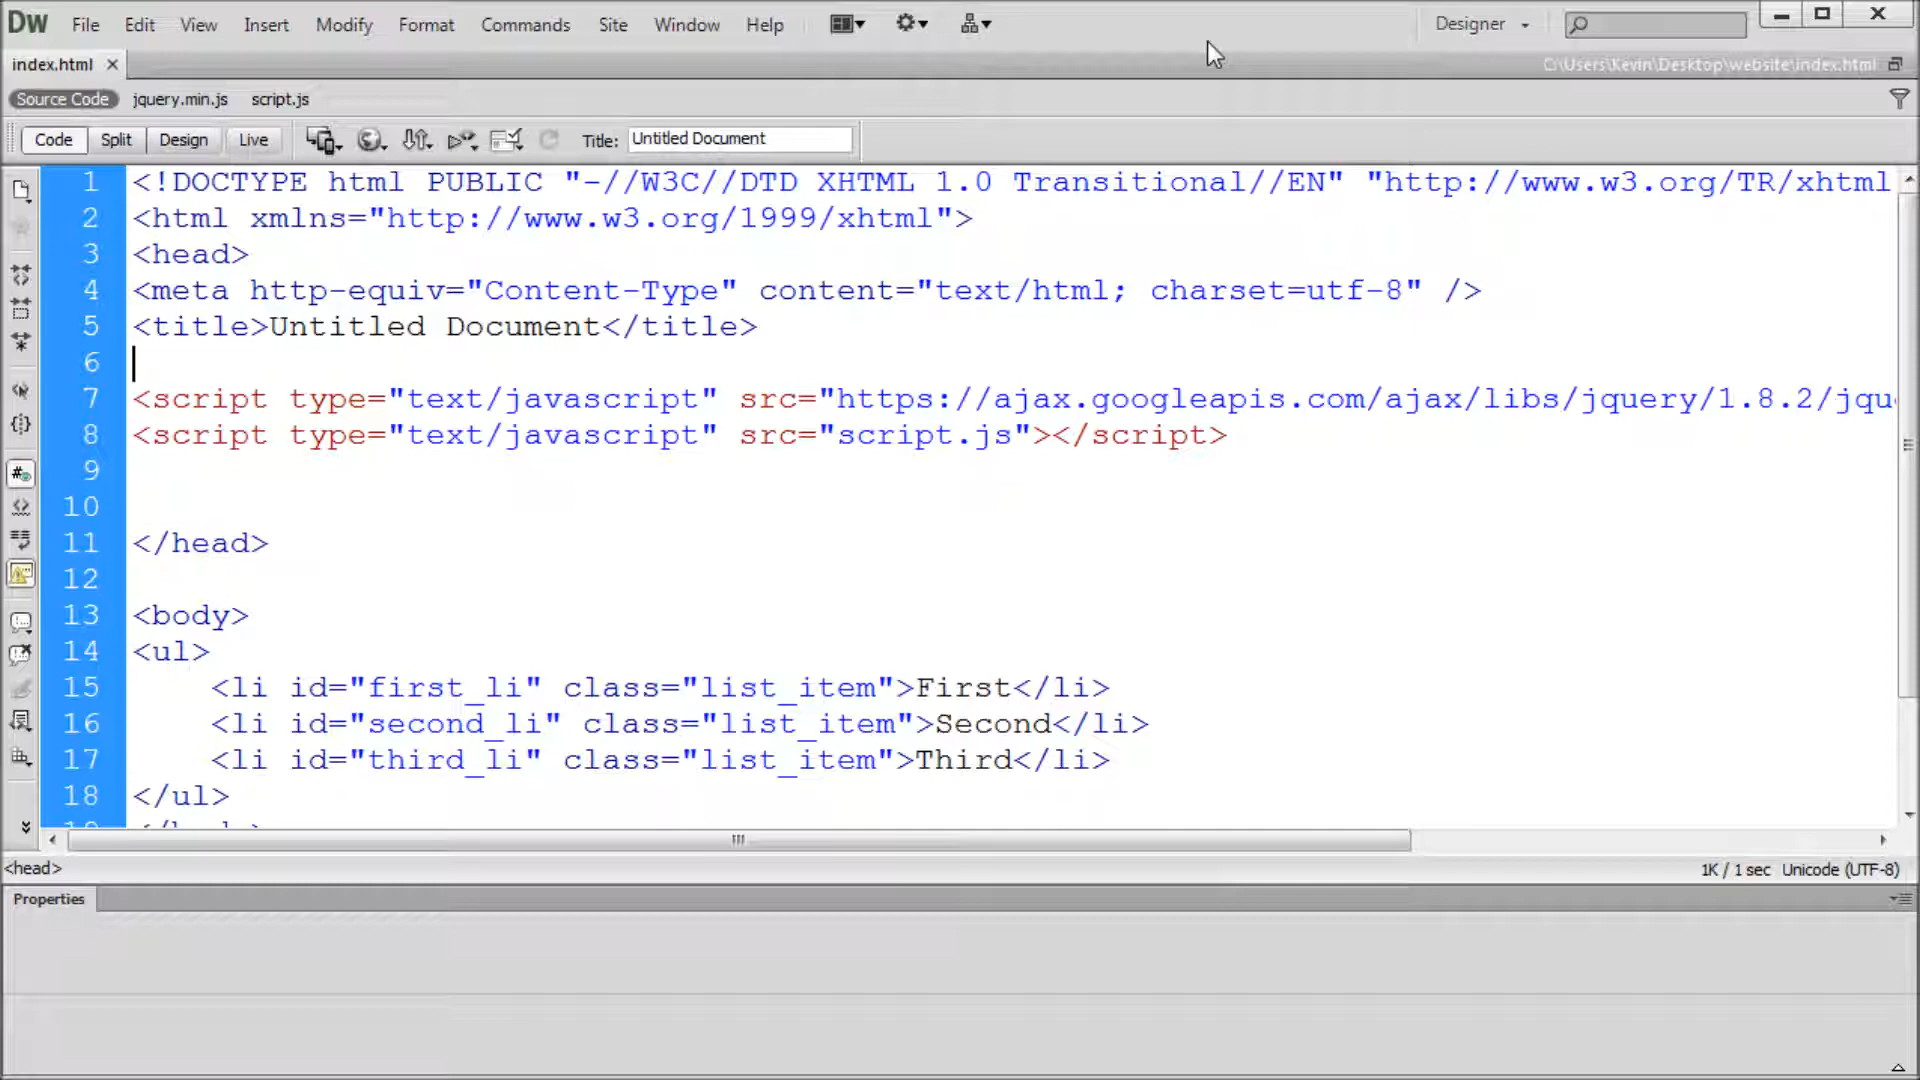 DW File Edit View Insert Modify Format Commands Site Window Help Designer
index.html C:\Users\Kevin\Desktop\website\index.html
Source Code jquery.min.js script.js
Code Split Design Live Title: Untitled Document
1 <!DOCTYPE html PUBLIC "-//W3C//DTD XHTML 1.0 Transitional//EN" "http://www.w3.org/TR/xhtml
2 <html xmlns="http://www.w3.org/1999/xhtml">
3 <head>
4 <meta http-equiv="Content-Type" content="text/html; charset=utf-8" />
5 <title>Untitled Document</title>
6
7 <script type="text/javascript" src="https://ajax.googleapis.com/ajax/libs/jquery/1.8.2/jqu
8 <script type="text/javascript" src="script.js"></script>
9
10
11 </head>
12
13 <body>
14 <ul>
15 <li id="first_li" class="list_item">First</li>
16 <li id="second_li" class="list_item">Second</li>
17 <li id="third_li" class="list_item">Third</li>
18 </ul>
<head> 1K / 1 sec Unicode (UTF-8)
Properties